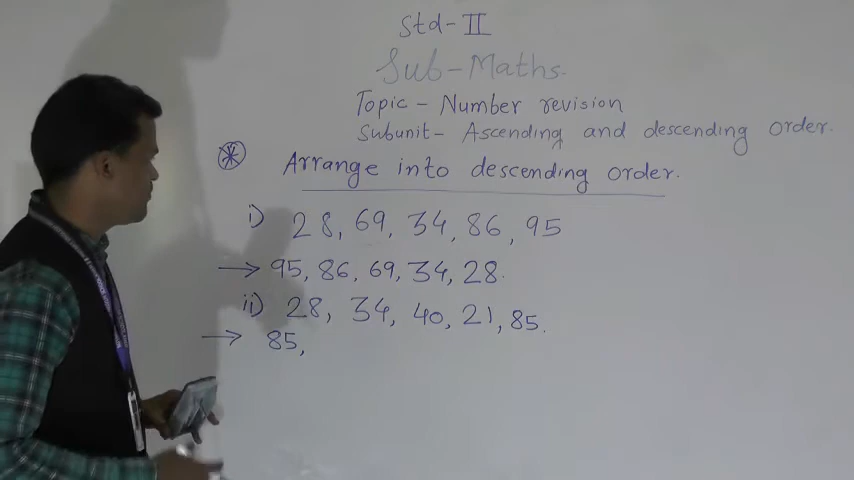 Std-II
Sub-Maths.
Topic - Number revision
Subunit- Ascending and descending order.
Arrange into descending order.
i) 28, 69, 34, 86, 95
→ 95, 86, 69, 34, 28.
ii) 28, 34, 40, 21, 85.
→ 85,